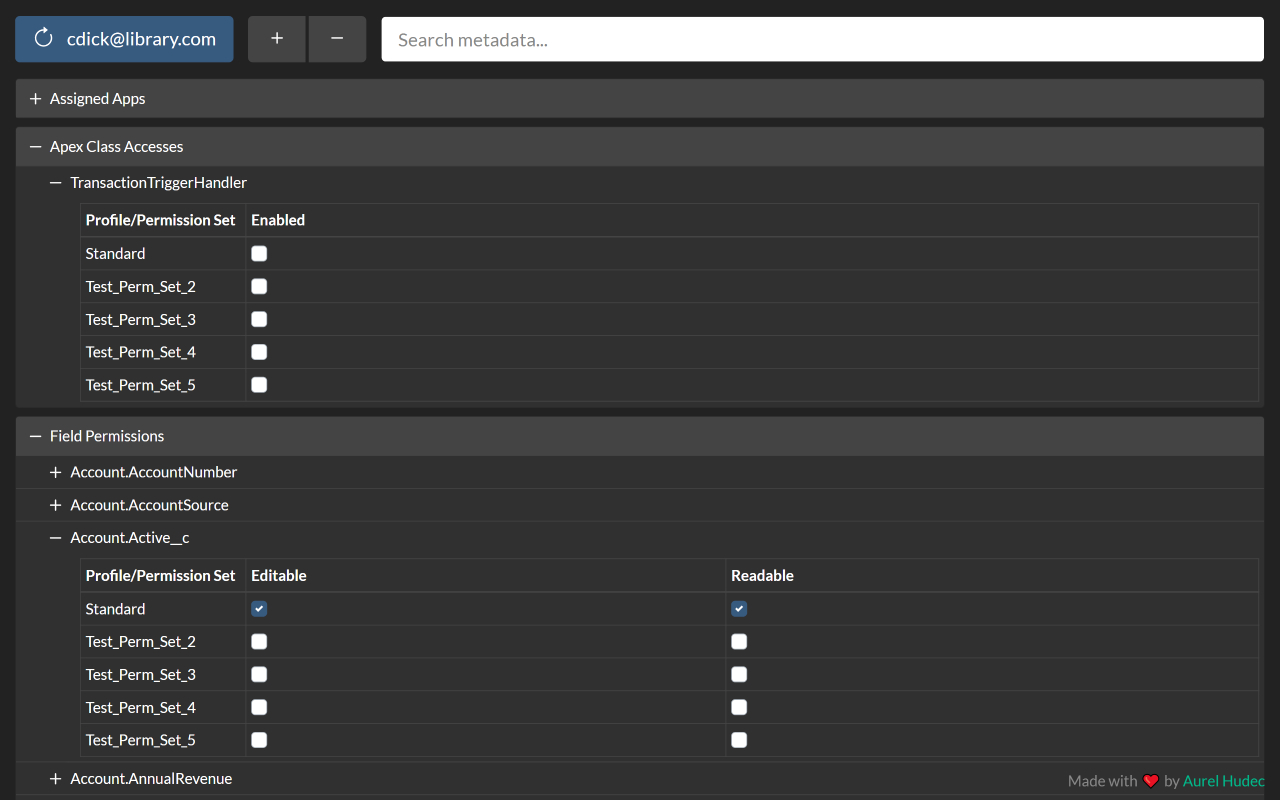 cdick@library.com + − Search metadata...
+ Assigned Apps
− Apex Class Accesses
− TransactionTriggerHandler
Profile/Permission Set Enabled
Standard
Test_Perm_Set_2
Test_Perm_Set_3
Test_Perm_Set_4
Test_Perm_Set_5
− Field Permissions
+ Account.AccountNumber
+ Account.AccountSource
− Account.Active__c
Profile/Permission Set Editable Readable
Standard
Test_Perm_Set_2
Test_Perm_Set_3
Test_Perm_Set_4
Test_Perm_Set_5
+ Account.AnnualRevenue
Made with ❤ by Aurel Hudec